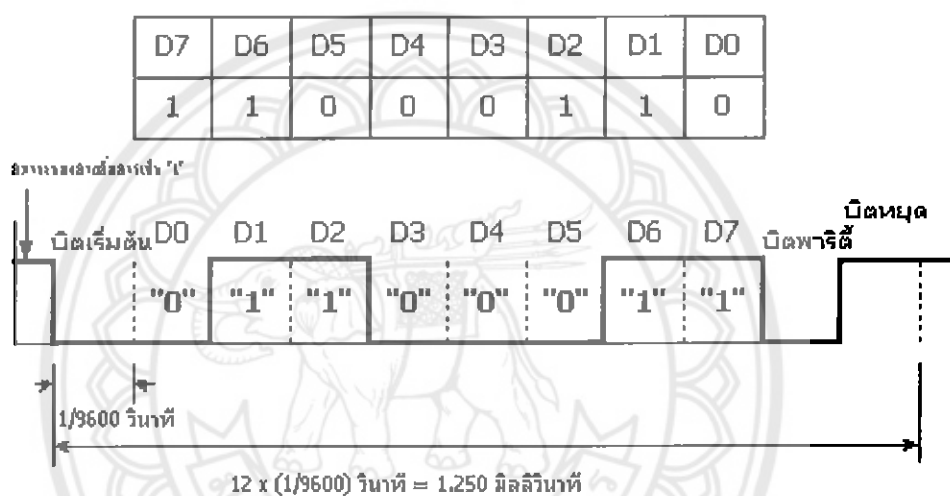 D7 D6 D5 D4 D3 D2 D1 D0
1 1 0 0 0 1 1 0
"1"
บิตหยุด
บิตเริ่มต้น D0 D1 D2 D3 D4 D5 D6 D7 บิตพาริตี้
"0" "1" "1" "0" "0" "0" "1" "1"
1/9600 วินาที
12 x (1/9600) วินาที = 1.250 มิลลิวินาที